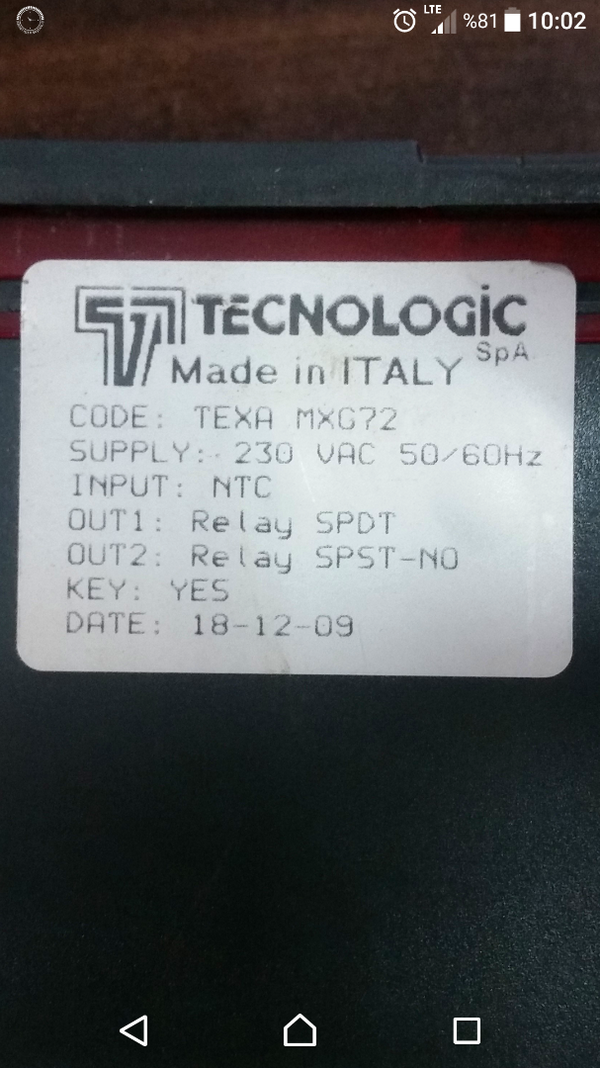 LTE %81 10:02
TECNOLOGİC
SpA
Made in ITALY
CODE: TEXA MXG72
SUPPLY: 230 VAC 50/60Hz
INPUT: NTC
OUT1: Relay SPDT
OUT2: Relay SPST-NO
KEY: YES
DATE: 18-12-09